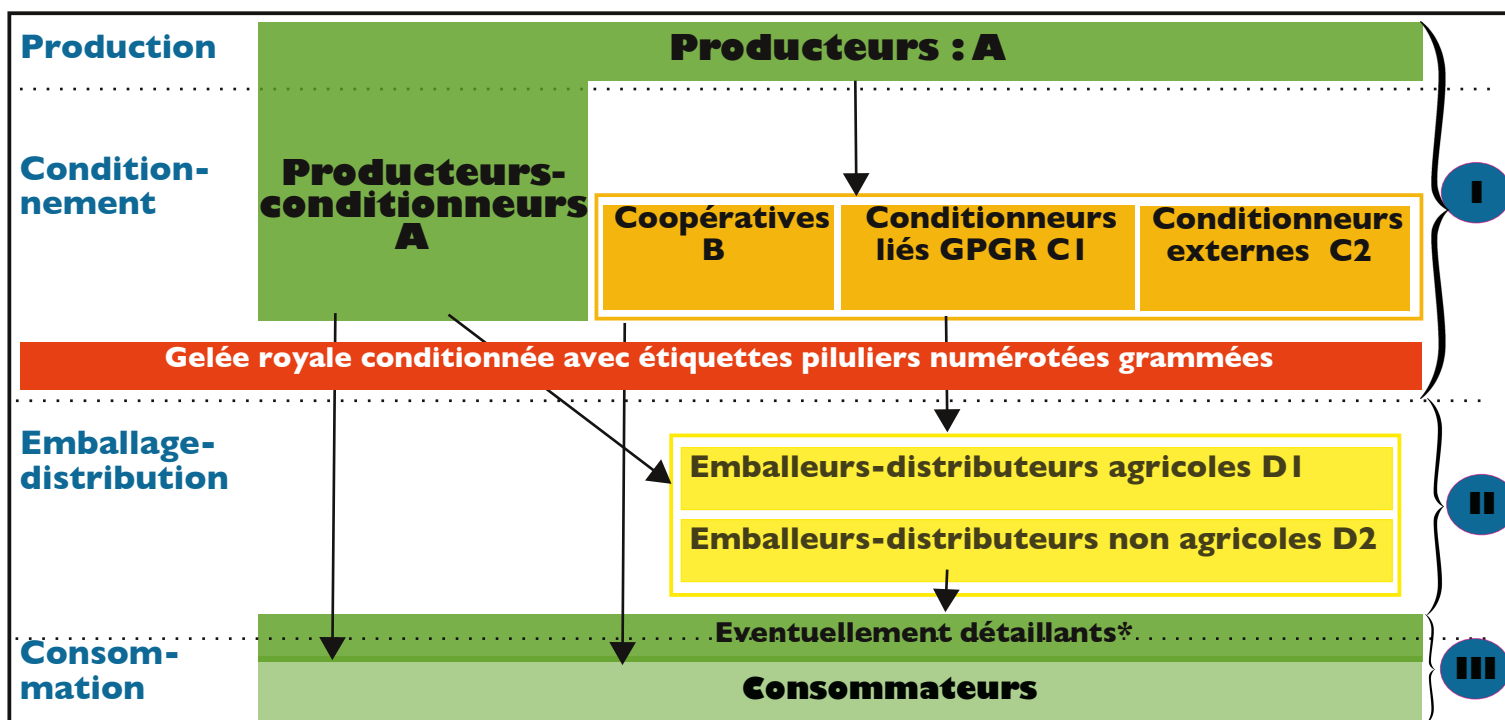 Production
Producteurs : A
Condition-
nement
Producteurs-
conditionneurs
A
Coopératives
B
Conditionneurs
liés GPGR C1
Conditionneurs
externes C2
I
Gelée royale conditionnée avec étiquettes piluliers numérotées grammées
Emballage-
distribution
Emballeurs-distributeurs agricoles D1
Emballeurs-distributeurs non agricoles D2
II
Eventuellement détaillants*
Consom-
mation
Consommateurs
III